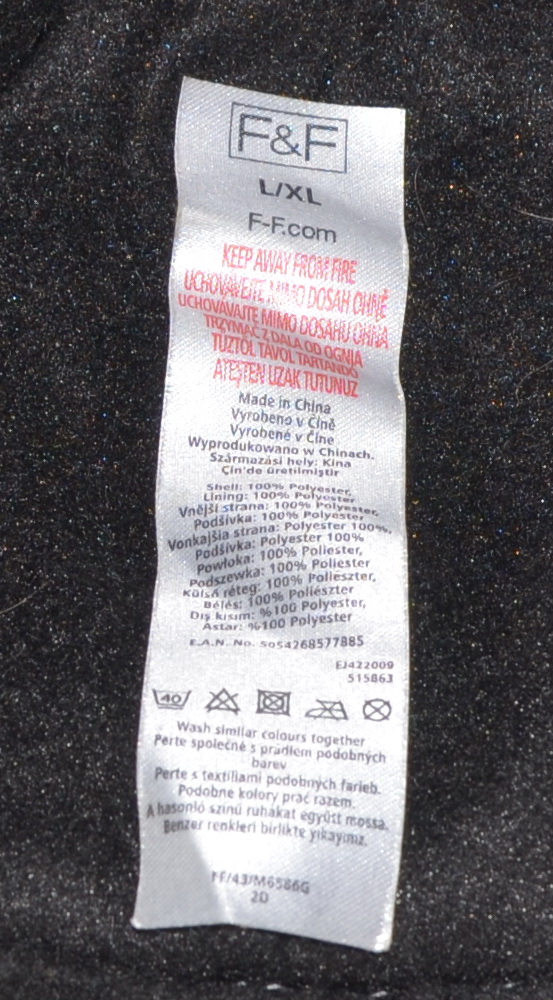 F&F
L/XL
F-F.com
KEEP AWAY FROM FIRE
UCHOVÁVEJTE MIMO DOSAH OHNĚ
UCHOVÁVAJTE MIMO DOSAHU OHŇA
TRZYMAĆ Z DALA OD OGNIA
TŰZTŐL TÁVOL TARTANDÓ
ATEŞTEN UZAK TUTUNUZ
Made in China
Vyrobeno v Číně
Vyrobené v Číne
Wyprodukowano w Chinach.
Származási hely: Kína
Çin'de üretilmiştir
Shell: 100% Polyester,
Lining: 100% Polyester
Vnější strana: 100% Polyester,
Podšívka: 100% Polyester
Vonkajšia strana: Polyester 100%,
Podšívka: Polyester 100%
Powłoka: 100% Poliester,
Podszewka: 100% Poliester
Külső réteg: 100% Poliészter,
Bélés: 100% Poliészter
Dış kısım: %100 Polyester,
Astar: %100 Polyester
E.A.N. No. 5054268577885
EJ422009
515863
40
Wash similar colours together
Perte společně s prádlem podobných
barev
Perte s textíliami podobných farieb.
Podobne kolory prać razem.
A hasonló színű ruhákat együtt mossa.
Benzer renkleri birlikte yıkayınız.
FF/43/M6586G
2D